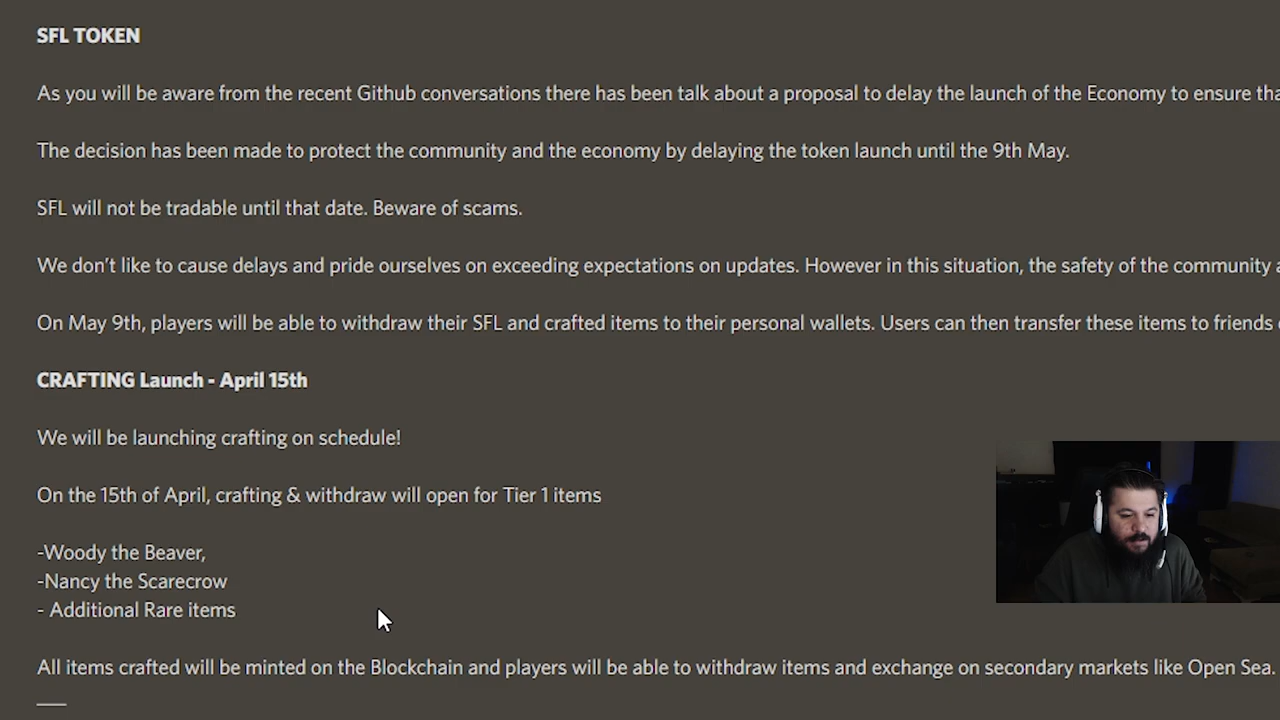 SFL TOKEN
As you will be aware from the recent Github conversations there has been talk about a proposal to delay the launch of the Economy to ensure
The decision has been made to protect the community and the economy by delaying the token launch until the 9th May.
SFL will not be tradable until that date. Beware of scams.
We don't like to cause delays and pride ourselves on exceeding expectations on updates. However in this situation, the safety of the community
On May 9th, players will be able to withdraw their SFL and crafted items to their personal wallets. Users can then transfer these items to friends
CRAFTING Launch - April 15th
We will be launching crafting on schedule!
On the 15th of April, crafting & withdraw will open for Tier 1 items
-Woody the Beaver,
-Nancy the Scarecrow
- Additional Rare items
All items crafted will be minted on the Blockchain and players will be able to withdraw items and exchange on secondary markets like Open Sea.